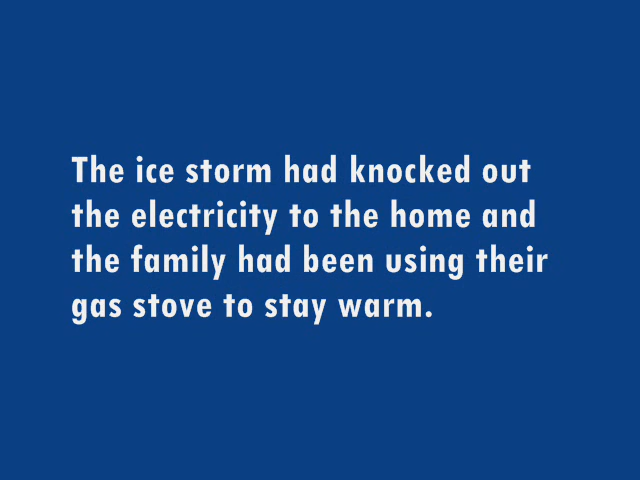 The ice storm had knocked out
the electricity to the home and
the family had been using their
gas stove to stay warm.